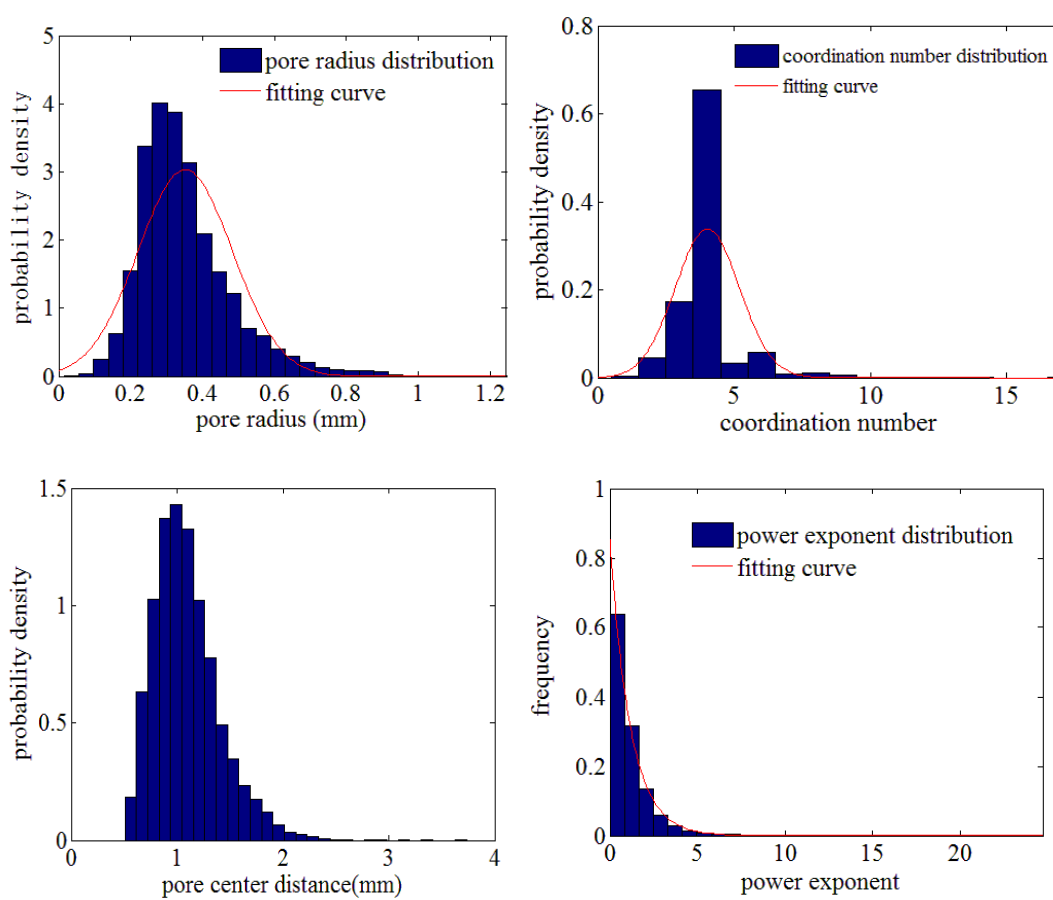 5
4
3
2
1
0
probability density
pore radius distribution
fitting curve
0 0.2 0.4 0.6 0.8 1 1.2
pore radius (mm)
0.8
0.6
0.4
0.2
0
probability density
coordination number distribution
fitting curve
0 5 10 15
coordination number
1.5
1
0.5
0
probability density
0 1 2 3 4
pore center distance(mm)
1
0.8
0.6
0.4
0.2
0
frequency
power exponent distribution
fitting curve
0 5 10 15 20
power exponent